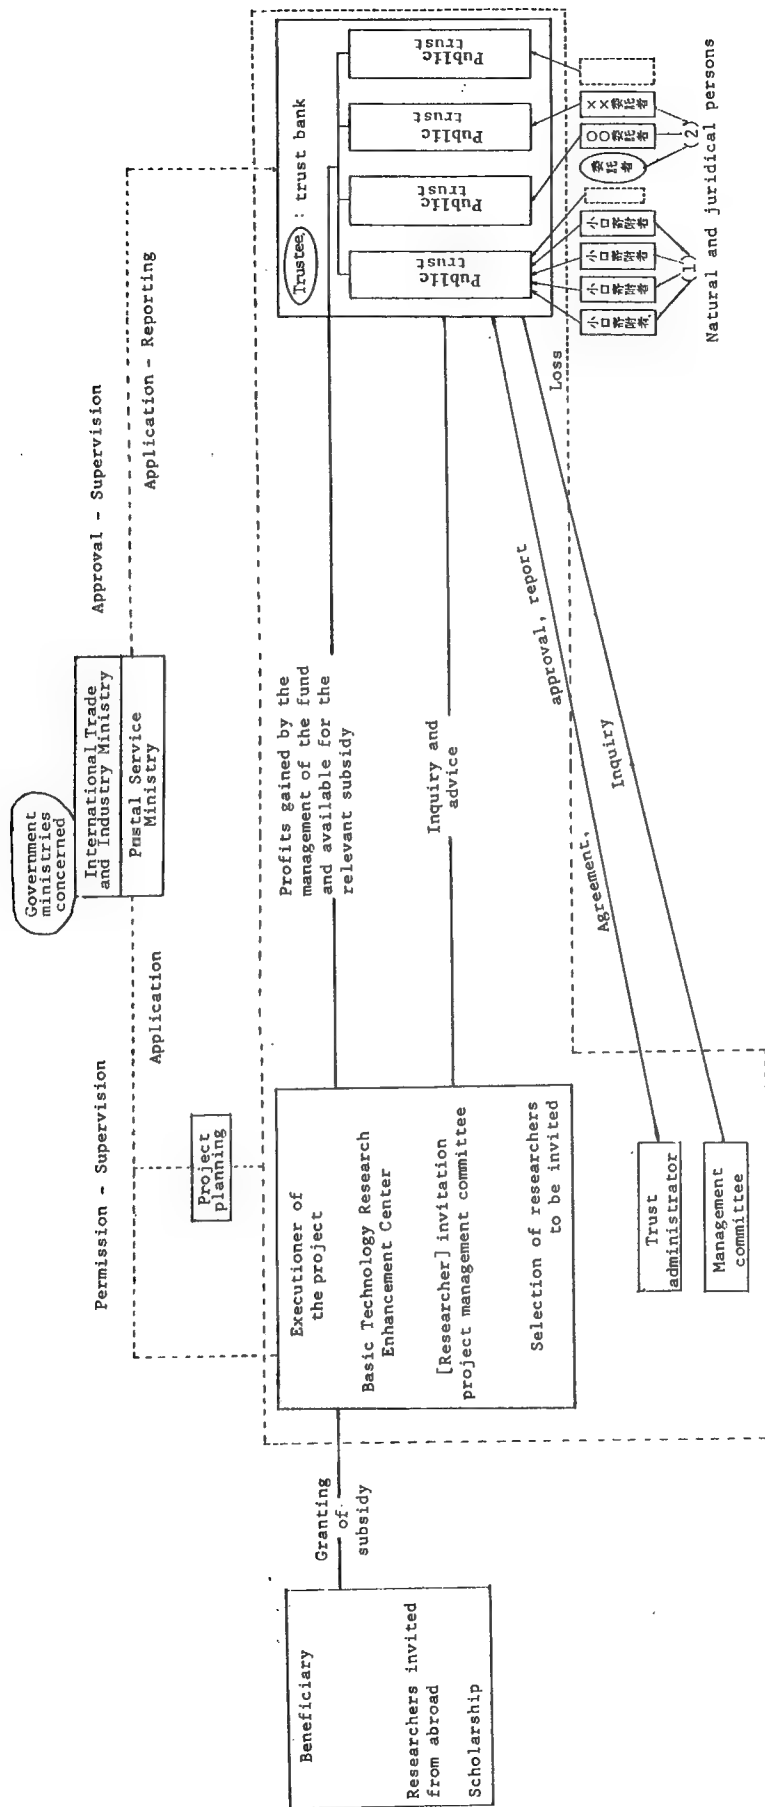 Government
ministries
concerned
International Trade
and Industry Ministry
Postal Service
Ministry
Permission - Supervision
Application
Approval - Supervision
Application - Reporting
Project
planning
Beneficiary
Researchers invited
from abroad
Scholarship
Granting
of
subsidy
Executioner of
the project
Basic Technology Research
Enhancement Center
[Researcher] invitation
project management committee
Selection of researchers
to be invited
Profits gained by the
management of the fund
and available for the
relevant subsidy
Inquiry and
advice
Agreement,
approval, report
Inquiry
Loss
Trust
administrator
Management
committee
Trustee : trust bank
Public
trust
Public
trust
Public
trust
Public
trust
小口寄附者
小口寄附者
小口寄附者
小口寄附者
委託者
○○委託者
××委託者
(1)
(2)
Natural and juridical persons